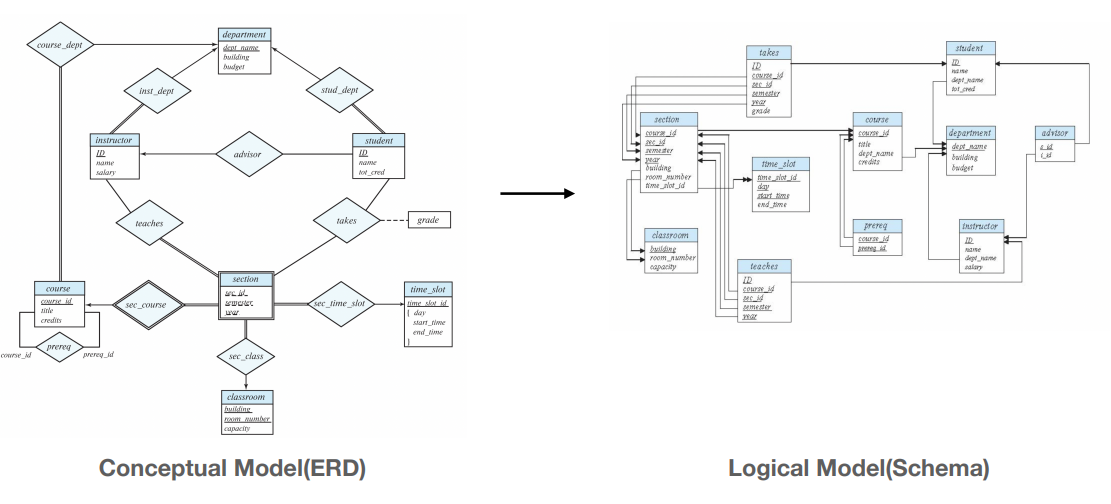 course_dept
department
dept_name
building
budget
inst_dept
stud_dept
instructor
ID
name
salary
advisor
student
ID
name
tot_cred
teaches
takes
grade
course
course_id
title
credits
sec_course
section
sec_id
semester
year
sec_time_slot
time_slot
time_slot_id
{ day
start_time
end_time
}
prereq
course_id
prereq_id
sec_class
classroom
building
room_number
capacity
Conceptual Model(ERD)
takes
ID
course_id
sec_id
semester
year
grade
student
ID
name
dept_name
tot_cred
section
course_id
sec_id
semester
year
building
room_number
time_slot_id
course
course_id
title
dept_name
credits
department
dept_name
building
budget
advisor
s_id
i_id
time_slot
time_slot_id
day
start_time
end_time
prereq
course_id
prereq_id
instructor
ID
name
dept_name
salary
classroom
building
room_number
capacity
teaches
ID
course_id
sec_id
semester
year
Logical Model(Schema)